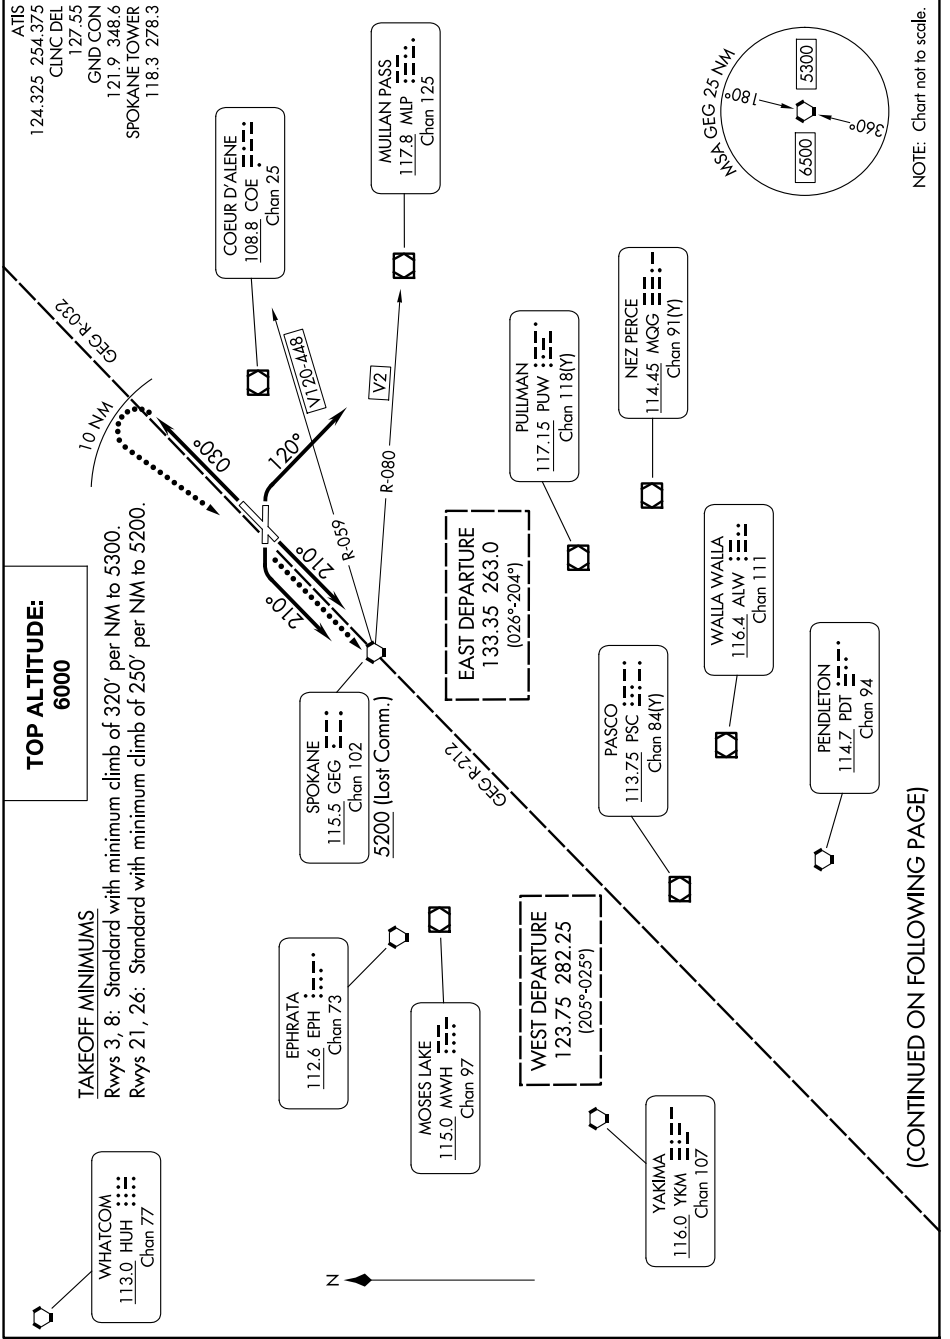 TOP ALTITUDE:
6000
ATIS
124.325 254.375
CLNC DEL
127.55
GND CON
121.9 348.6
SPOKANE TOWER
118.3 278.3
TAKEOFF MINIMUMS
Rwys 3, 8: Standard with minimum climb of 320' per NM to 5300.
Rwys 21, 26: Standard with minimum climb of 250' per NM to 5200.
WHATCOM
113.0 HUH
Chan 77
10 NM
GEG R-032
030°
120°
210°
210°
COEUR D'ALENE
108.8 COE
Chan 25
V120-448
R-059
V2
R-080
MULLAN PASS
117.8 MLP
Chan 125
SPOKANE
115.5 GEG
Chan 102
5200 (Lost Comm.)
EPHRATA
112.6 EPH
Chan 73
MOSES LAKE
115.0 MWH
Chan 97
GEG R-212
EAST DEPARTURE
133.35 263.0
(026°-204°)
WEST DEPARTURE
123.75 282.25
(205°-025°)
PULLMAN
117.15 PUW
Chan 118(Y)
NEZ PERCE
114.45 MQG
Chan 91(Y)
PASCO
113.75 PSC
Chan 84(Y)
WALLA WALLA
116.4 ALW
Chan 111
YAKIMA
116.0 YKM
Chan 107
PENDLETON
114.7 PDT
Chan 94
N
MSA GEG 25 NM
180°
360°
6500
5300
NOTE: Chart not to scale.
(CONTINUED ON FOLLOWING PAGE)